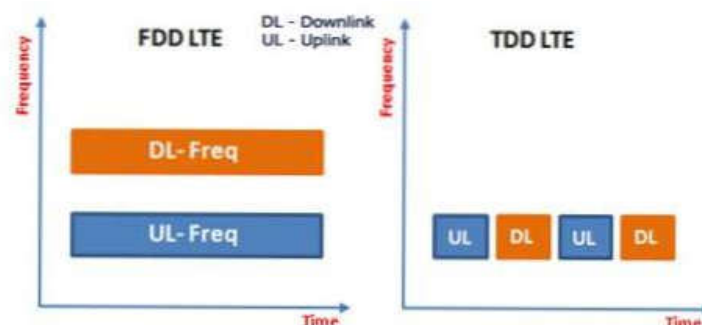 FDD LTE
DL - Downlink
UL - Uplink
TDD LTE
Frequency
DL- Freq
UL- Freq
Time
Frequency
UL DL UL DL
Time